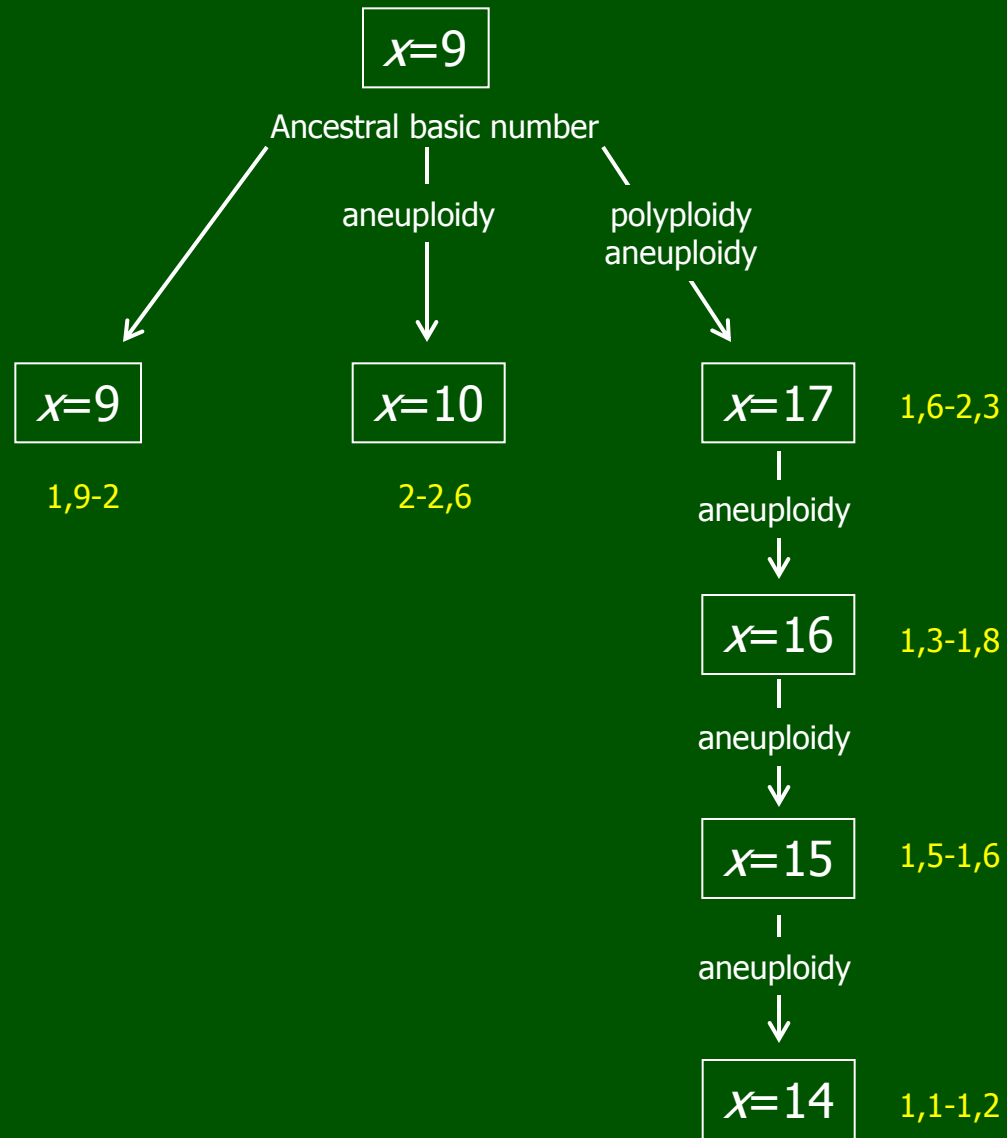 x=9
Ancestral basic number
aneuploidy
polyploidy
aneuploidy
x=9
x=10
x=17
1,6-2,3
1,9-2
2-2,6
aneuploidy
x=16
1,3-1,8
aneuploidy
x=15
1,5-1,6
aneuploidy
x=14
1,1-1,2